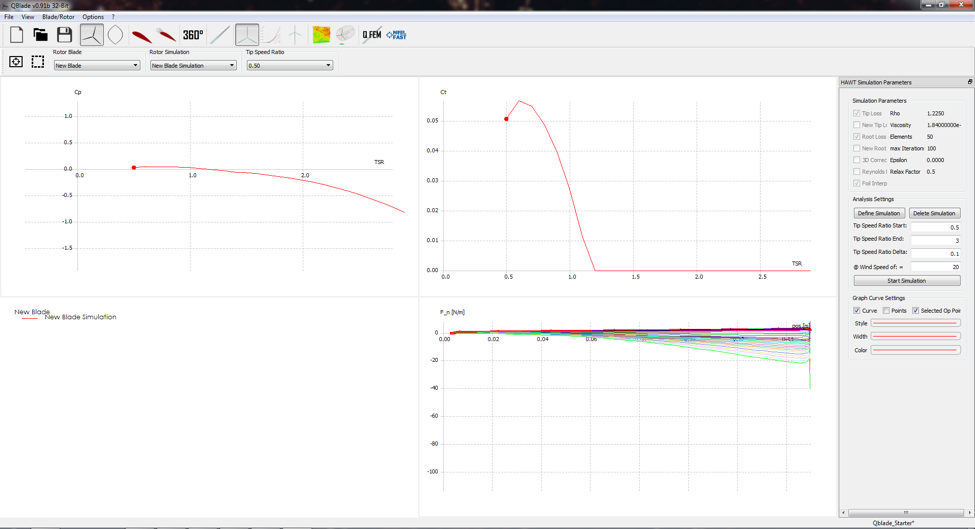 QBlade v0.91b 32-Bit
File View Blade/Rotor Options ?
360° Q FEM NREL FAST
Rotor Blade Rotor Simulation Tip Speed Ratio
New Blade New Blade Simulation 0.50
Cp
1.0
0.5
0.0
-0.5
-1.0
-1.5
0.0 1.0 2.0
TSR
Ct
0.05
0.04
0.03
0.02
0.01
0.00
0.0 0.5 1.0 1.5 2.0 2.5
TSR
New Blade
New Blade Simulation
F_n [N/m]
pos [m]
0
-20
-40
-60
-80
-100
0.00 0.02 0.04 0.06
HAWT Simulation Parameters
Simulation Parameters
Tip Loss Rho 1.2250
New Tip L Viscosity 1.84000000e-
Root Loss Elements 50
New Root max Iteration: 100
3D Correc Epsilon 0.0000
Reynolds I Relax Factor 0.5
Foil Interp
Analysis Settings
Define Simulation Delete Simulation
Tip Speed Ratio Start: 0.5
Tip Speed Ratio End: 3
Tip Speed Ratio Delta: 0.1
@ Wind Speed of: = 20
Start Simulation
Graph Curve Settings
Curve Points Selected Op Poir
Style
Width
Color
Qblade_Starter*